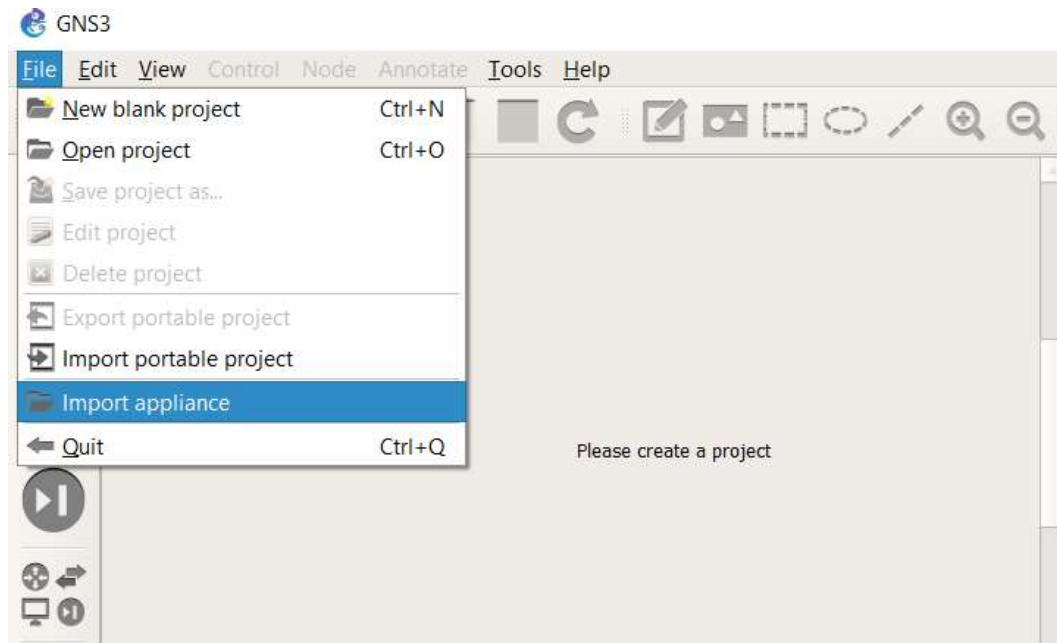 GNS3
File Edit View Control Node Annotate Tools Help
New blank project Ctrl+N
Open project Ctrl+O
Save project as...
Edit project
Delete project
Export portable project
Import portable project
Import appliance
Quit Ctrl+Q
Please create a project